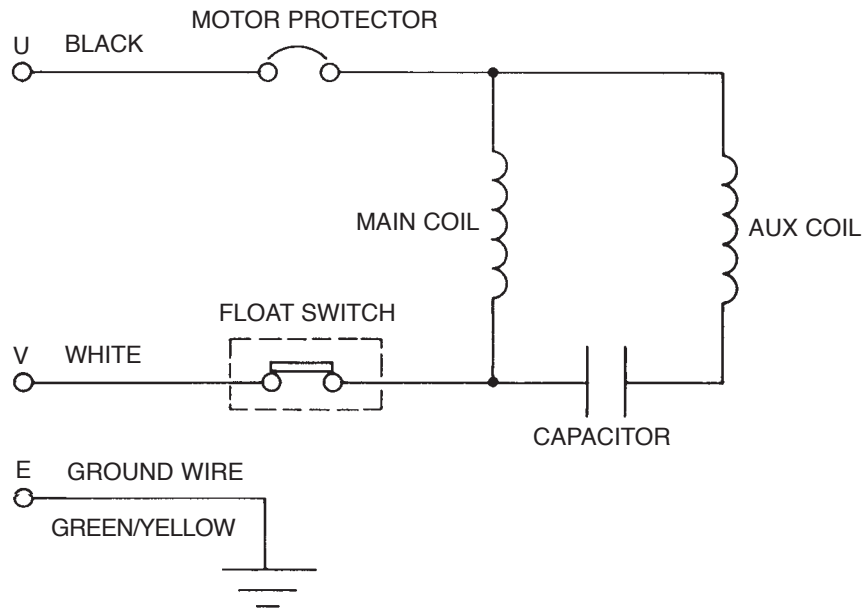 MOTOR PROTECTOR
U BLACK
MAIN COIL
AUX COIL
FLOAT SWITCH
V WHITE
CAPACITOR
E GROUND WIRE
GREEN/YELLOW